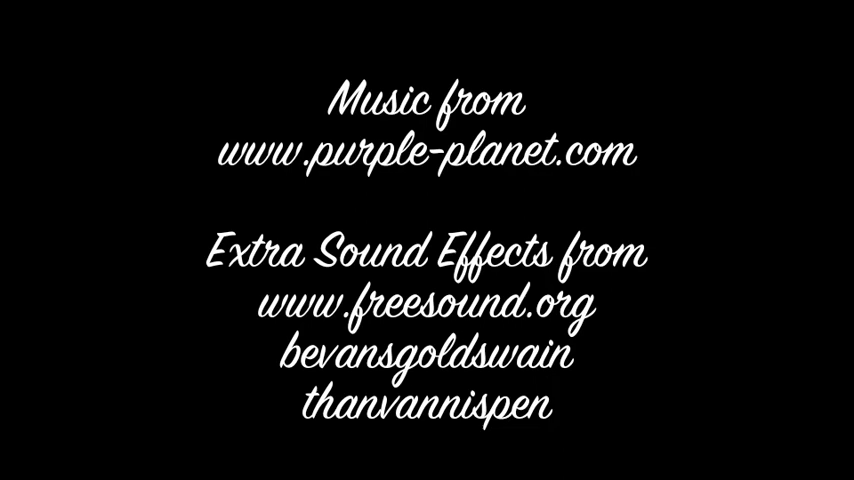 Music from
www.purple-planet.com
Extra Sound Effects from
www.freesound.org
bevansgoldswain
thanvannispen